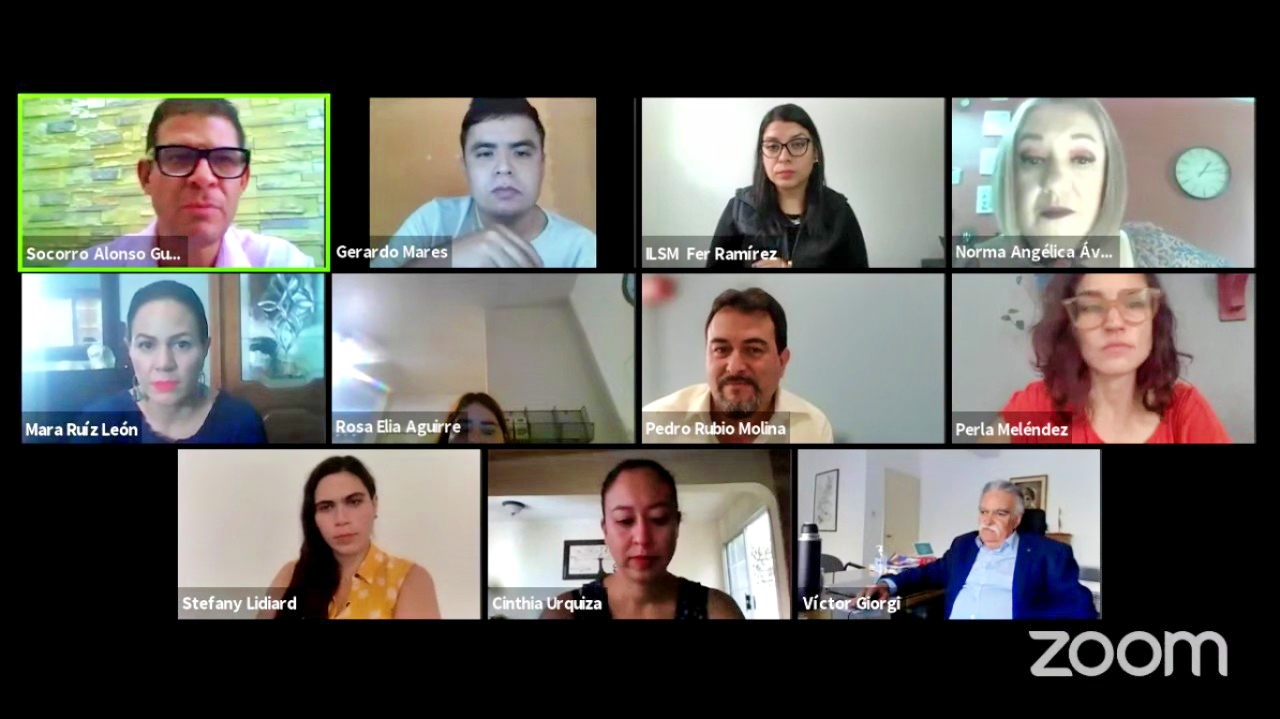 Socorro Alonso Gu...
Gerardo Mares
ILSM Fer Ramírez
Norma Angélica Áv...
Mara Ruíz León
Rosa Elia Aguirre
Pedro Rubio Molina
Perla Meléndez
Stefany Lidiard
Cinthia Urquiza
Víctor Giorgi
zoom